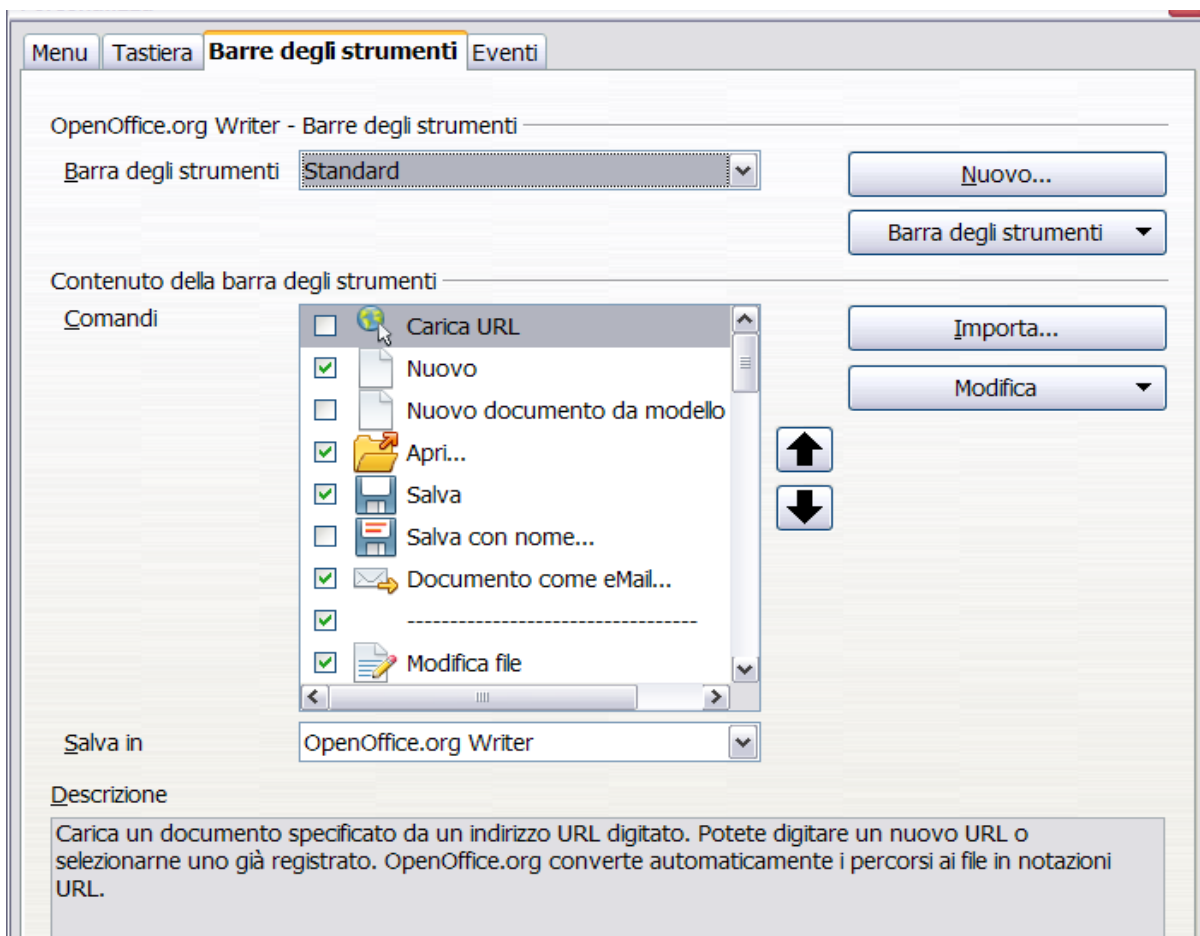 Menu Tastiera Barre degli strumenti Eventi
OpenOffice.org Writer - Barre degli strumenti
Barra degli strumenti Standard Nuovo...
Barra degli strumenti
Contenuto della barra degli strumenti
Comandi Carica URL Importa...
Nuovo
Modifica
Nuovo documento da modello
Apri...
Salva
Salva con nome...
Documento come eMail...
----------------------------------
Modifica file
Salva in OpenOffice.org Writer
Descrizione
Carica un documento specificato da un indirizzo URL digitato. Potete digitare un nuovo URL o
selezionarne uno già registrato. OpenOffice.org converte automaticamente i percorsi ai file in notazioni
URL.